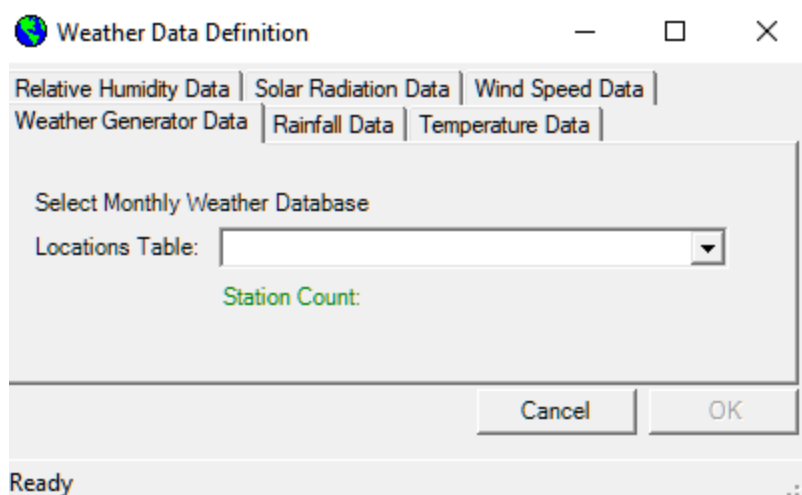 Weather Data Definition
Relative Humidity Data Solar Radiation Data Wind Speed Data
Weather Generator Data Rainfall Data Temperature Data
Select Monthly Weather Database
Locations Table:
Station Count:
Cancel OK
Ready